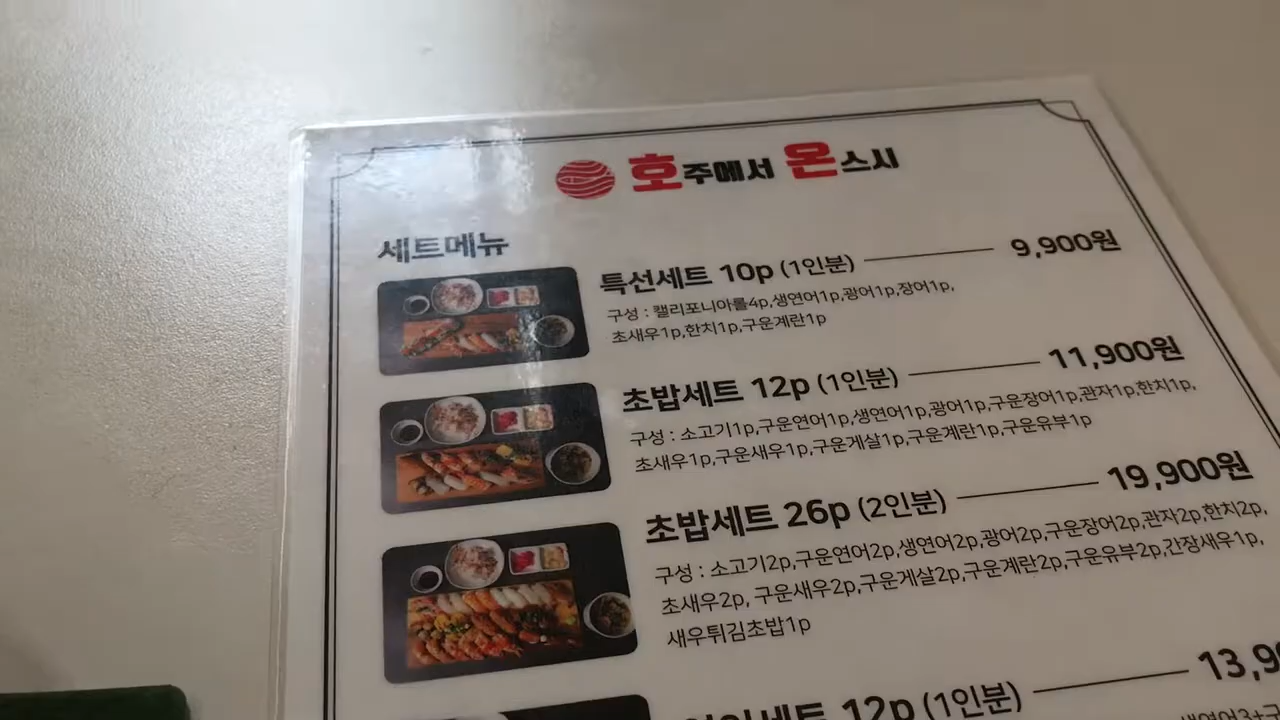 호주에서 온스시
세트메뉴
특선세트 10p (1인분) 9,900원
구성 : 캘리포니아롤4p,생연어1p,광어1p,장어1p,
초새우1p,한치1p,구운계란1p
초밥세트 12p (1인분) 11,900원
구성 : 소고기1p,구운연어1p,생연어1p,광어1p,구운장어1p,관자1p,한치1p,
초새우1p,구운새우1p,구운게살1p,구운계란1p,구운유부1p
초밥세트 26p (2인분) 19,900원
구성 : 소고기2p,구운연어2p,생연어2p,광어2p,구운장어2p,관자2p,한치2p,
초새우2p, 구운새우2p,구운게살2p,구운계란2p,구운유부2p,간장새우1p,
새우튀김초밥1p
12p (1인분) 13,9